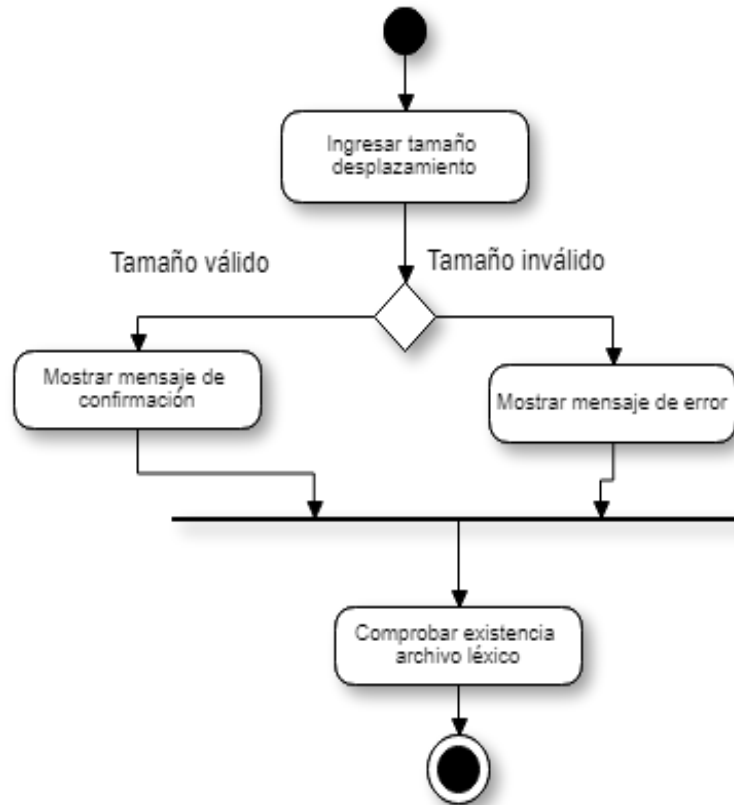 Ingresar tamaño
desplazamiento
Tamaño válido
Tamaño inválido
Mostrar mensaje de
confirmación
Mostrar mensaje de error
Comprobar existencia
archivo léxico